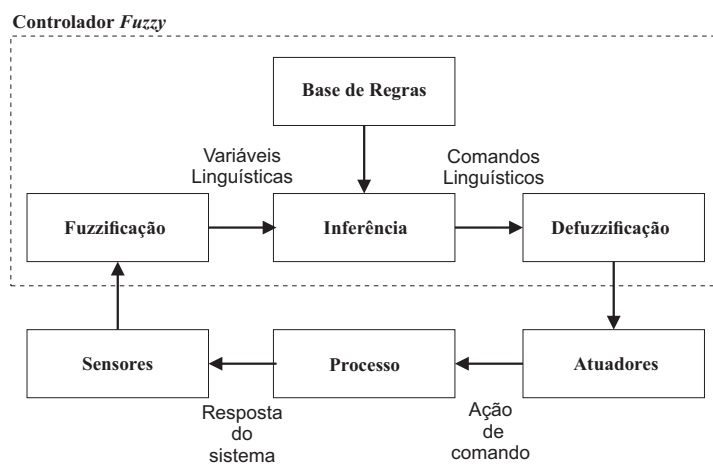 Controlador Fuzzy
Base de Regras
Variáveis
Linguísticas
Comandos
Linguísticos
Fuzzificação
Inferência
Defuzzificação
Sensores
Processo
Atuadores
Resposta
do
sistema
Ação
de
comando